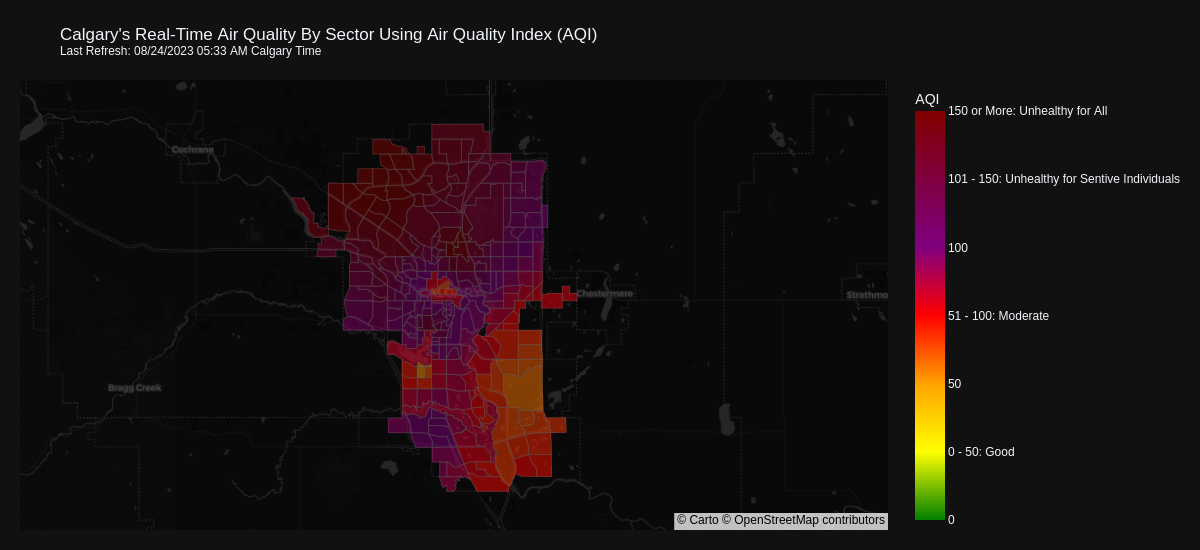 Calgary's Real-Time Air Quality By Sector Using Air Quality Index (AQI)
Last Refresh: 08/24/2023 05:33 AM Calgary Time
AQI
150 or More: Unhealthy for All
Cochrane
101 - 150: Unhealthy for Sentive Individuals
100
Chestermere
Strathmo
51 - 100: Moderate
50
Bragg Creek
0 - 50: Good
0
© Carto © OpenStreetMap contributors